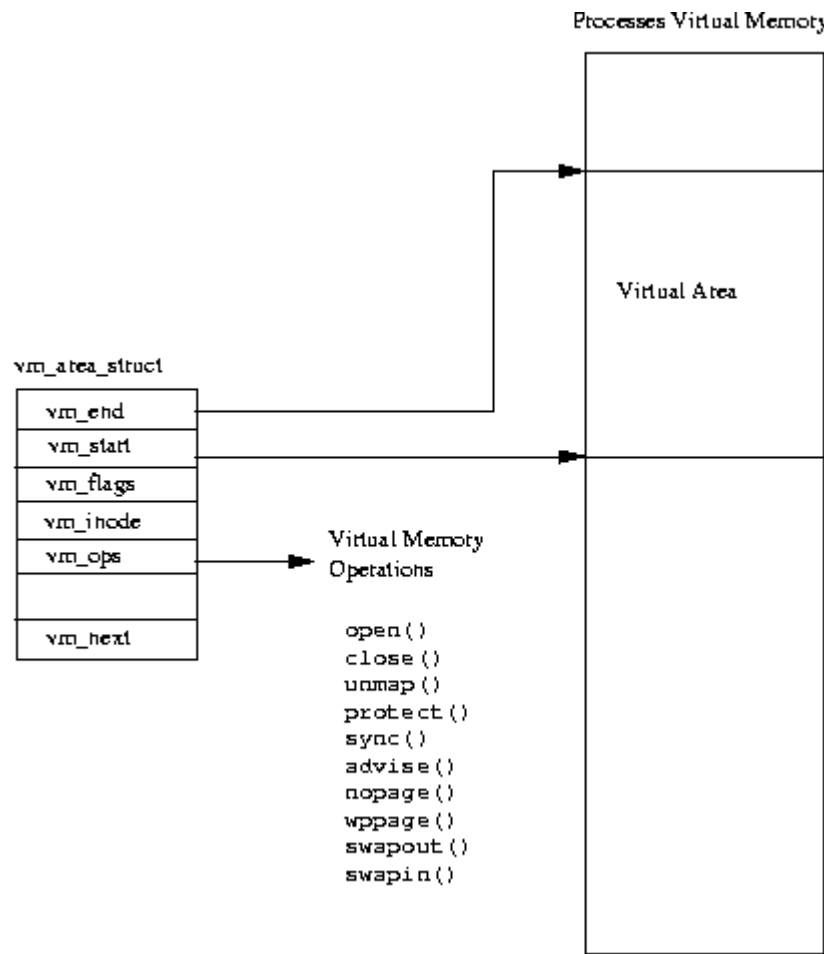 Processes Virtual Memory
Virtual Area
vm_area_struct
vm_end
vm_start
vm_flags
vm_inode
vm_ops
vm_next
Virtual Memory
Operations
open()
close()
unmap()
protect()
sync()
advise()
nopage()
wppage()
swapout()
swapin()